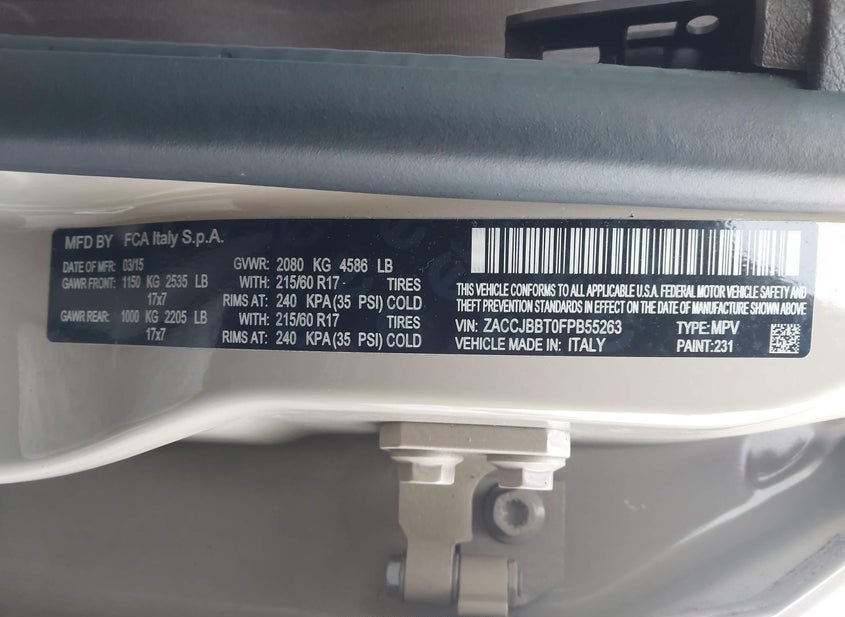 MFD BY FCA Italy S.p.A.
DATE OF MFR: 03/15 GVWR: 2080 KG 4586 LB
GAWR FRONT: 1150 KG 2535 LB WITH: 215/60 R17 - TIRES
17x7 RIMS AT: 240 KPA (35 PSI) COLD
GAWR REAR: 1000 KG 2205 LB WITH: 215/60 R17 - TIRES
17x7 RIMS AT: 240 KPA (35 PSI) COLD
THIS VEHICLE CONFORMS TO ALL APPLICABLE U.S.A. FEDERAL MOTOR VEHICLE SAFETY AND
THEFT PREVENTION STANDARDS IN EFFECT ON THE DATE OF MANUFACTURE SHOWN ABOVE
VIN: ZACCJBBT0FPB55263 TYPE: MPV
VEHICLE MADE IN: ITALY PAINT: 231